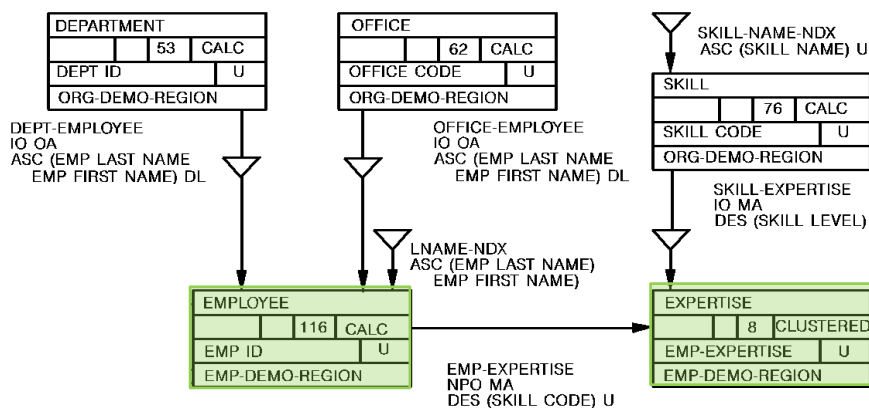 DEPARTMENT
53 CALC
DEPT ID U
ORG-DEMO-REGION
OFFICE
62 CALC
OFFICE CODE U
ORG-DEMO-REGION
SKILL-NAME-NDX
ASC (SKILL NAME) U
SKILL
76 CALC
SKILL CODE U
ORG-DEMO-REGION
DEPT-EMPLOYEE
IO OA
ASC (EMP LAST NAME
EMP FIRST NAME) DL
OFFICE-EMPLOYEE
IO OA
ASC (EMP LAST NAME
EMP FIRST NAME) DL
SKILL-EXPERTISE
IO MA
DES (SKILL LEVEL)
LNAME-NDX
ASC (EMP LAST NAME)
EMP FIRST NAME)
EMPLOYEE
116 CALC
EMP ID U
EMP-DEMO-REGION
EMP-EXPERTISE
NPO MA
DES (SKILL CODE) U
EXPERTISE
8 CLUSTERED
EMP-EXPERTISE U
EMP-DEMO-REGION